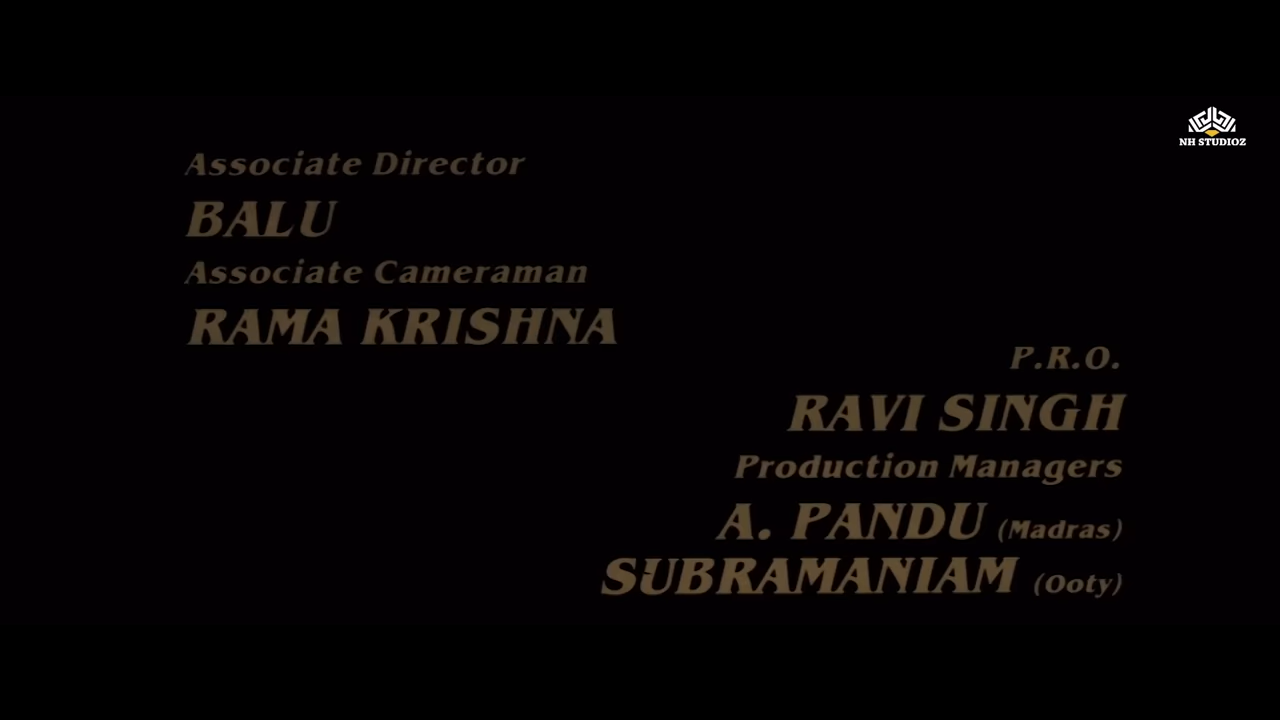 NH STUDIOZ
Associate Director
BALU
Associate Cameraman
RAMA KRISHNA
P.R.O.
RAVI SINGH
Production Managers
A. PANDU (Madras)
SUBRAMANIAM (Ooty)